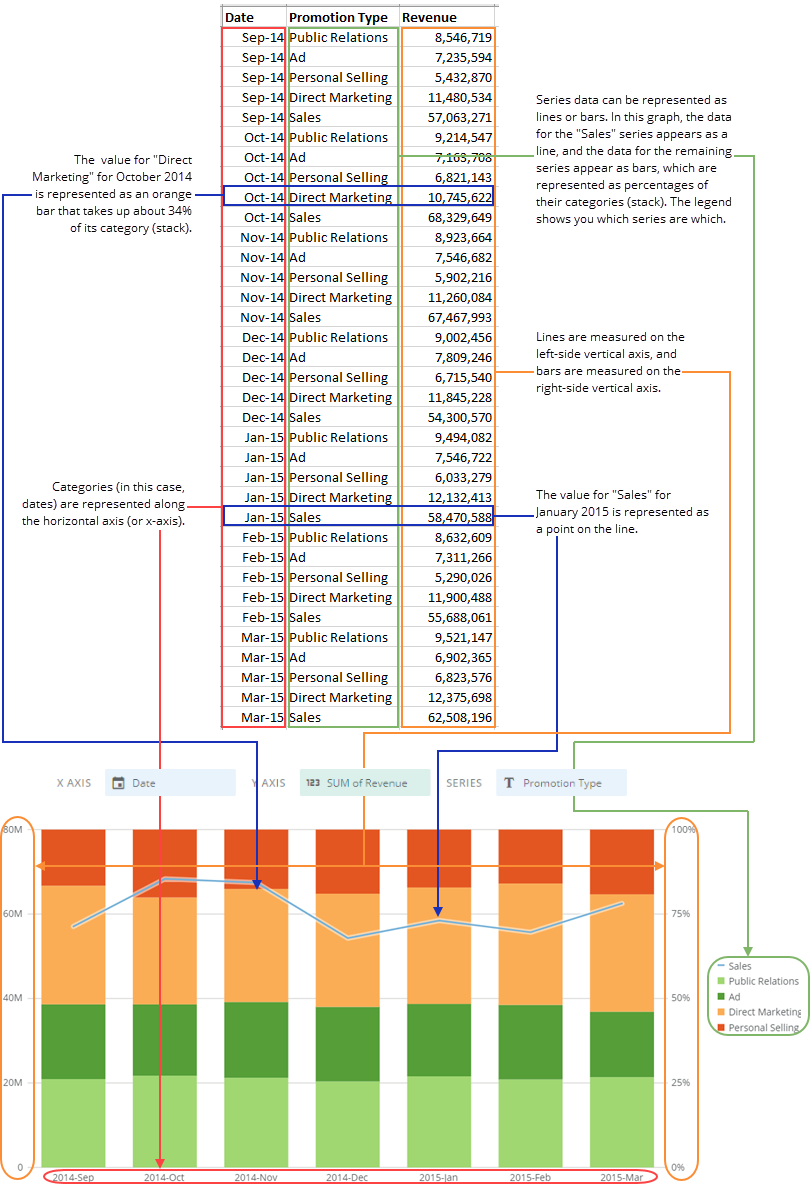 Date Promotion Type Revenue
Sep-14 Public Relations 8,546,719
Sep-14 Ad 7,235,594
Sep-14 Personal Selling 5,432,870
Sep-14 Direct Marketing 11,480,534
Sep-14 Sales 57,063,271
Oct-14 Public Relations 9,214,547
Oct-14 Ad 7,163,708
Oct-14 Personal Selling 6,821,143
Oct-14 Direct Marketing 10,745,622
Oct-14 Sales 68,329,649
Nov-14 Public Relations 8,923,664
Nov-14 Ad 7,546,682
Nov-14 Personal Selling 5,902,216
Nov-14 Direct Marketing 11,260,084
Nov-14 Sales 67,467,993
Dec-14 Public Relations 9,002,456
Dec-14 Ad 7,809,246
Dec-14 Personal Selling 6,715,540
Dec-14 Direct Marketing 11,845,228
Dec-14 Sales 54,300,570
Jan-15 Public Relations 9,494,082
Jan-15 Ad 7,546,722
Jan-15 Personal Selling 6,033,279
Jan-15 Direct Marketing 12,132,413
Jan-15 Sales 58,470,588
Feb-15 Public Relations 8,632,609
Feb-15 Ad 7,311,266
Feb-15 Personal Selling 5,290,026
Feb-15 Direct Marketing 11,900,488
Feb-15 Sales 55,688,061
Mar-15 Public Relations 9,521,147
Mar-15 Ad 6,902,365
Mar-15 Personal Selling 6,823,576
Mar-15 Direct Marketing 12,375,698
Mar-15 Sales 62,508,196
The value for "Direct
Marketing" for October 2014
is represented as an orange
bar that takes up about 34%
of its category (stack).
Categories (in this case,
dates) are represented along
the horizontal axis (or x-axis).
Series data can be represented as
lines or bars. In this graph, the data
for the "Sales" series appears as a
line, and the data for the remaining
series appear as bars, which are
represented as percentages of
their categories (stack). The legend
shows you which series are which.
Lines are measured on the
left-side vertical axis, and
bars are measured on the
right-side vertical axis.
The value for "Sales" for
January 2015 is represented as
a point on the line.
X AXIS Date Y AXIS 123 SUM of Revenue SERIES T Promotion Type
80M
60M
40M
20M
0
100%
75%
50%
25%
0%
Sales
Public Relations
Ad
Direct Marketing
Personal Selling
2014-Sep 2014-Oct 2014-Nov 2014-Dec 2015-Jan 2015-Feb 2015-Mar